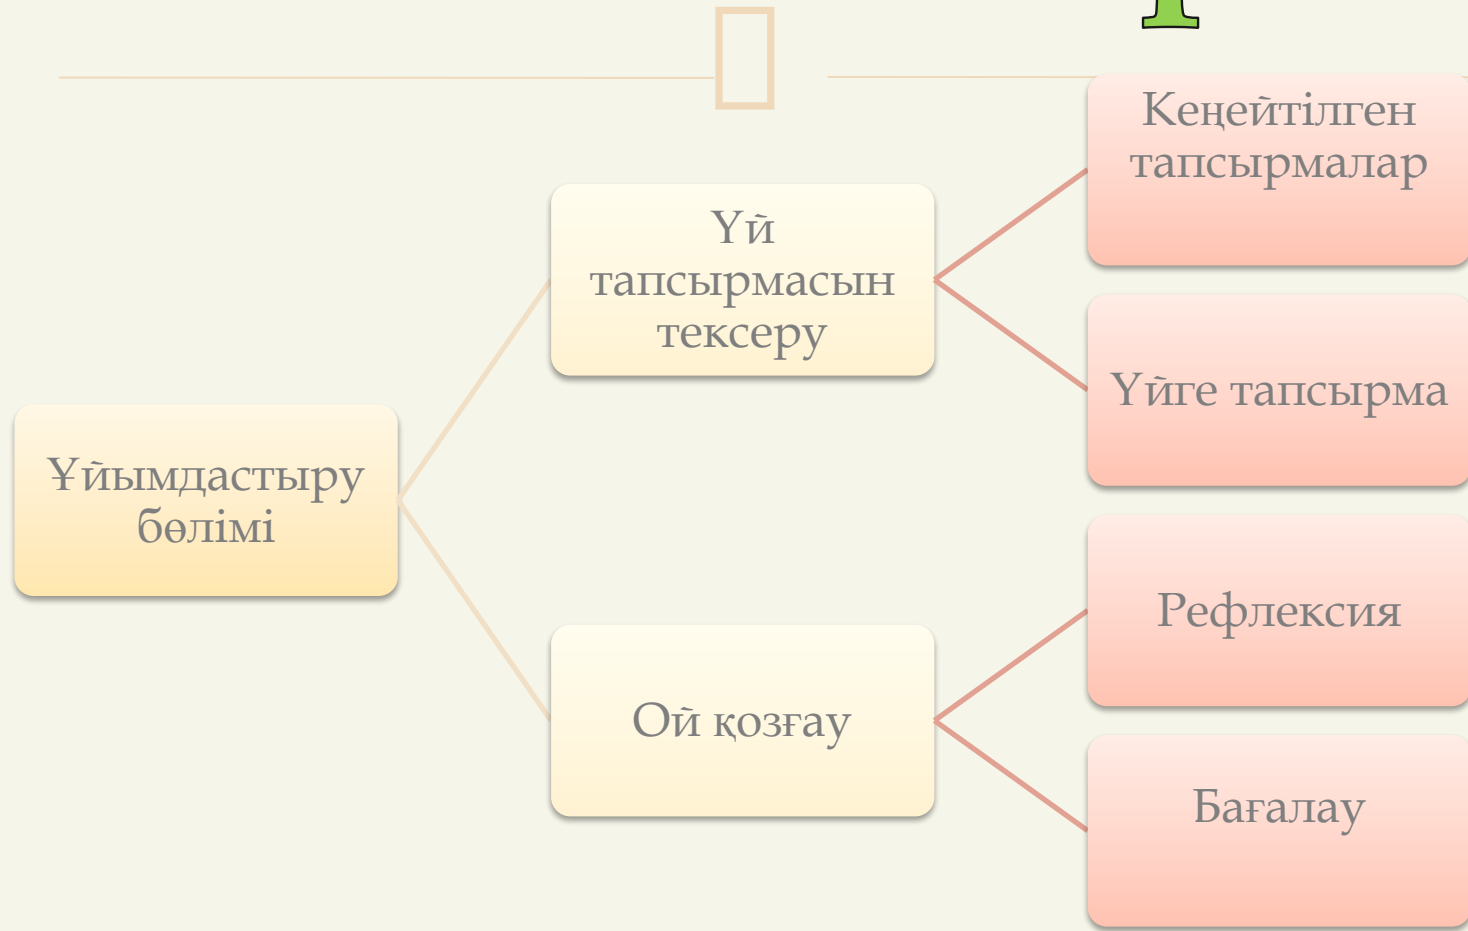 Кеңейтілген
тапсырмалар
Үй
тапсырмасын
тексеру
Үйге тапсырма
Ұйымдастыру
бөлімі
Рефлексия
Ой қозғау
Бағалау